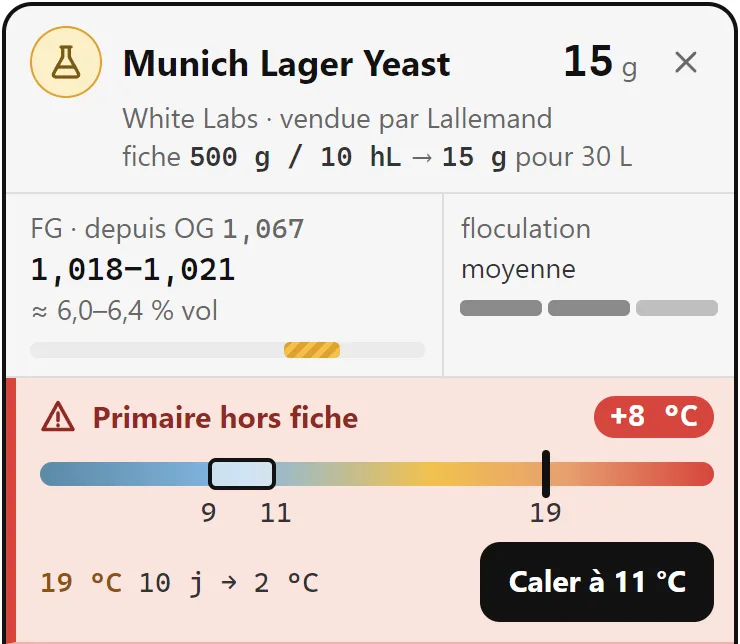 Munich Lager Yeast 15 g
White Labs · vendue par Lallemand
fiche 500 g / 10 hL → 15 g pour 30 L
FG · depuis OG 1,067
1,018–1,021
≈ 6,0–6,4 % vol
floculation
moyenne
Primaire hors fiche +8 °C
9 11 19
19 °C 10 j → 2 °C
Caler à 11 °C